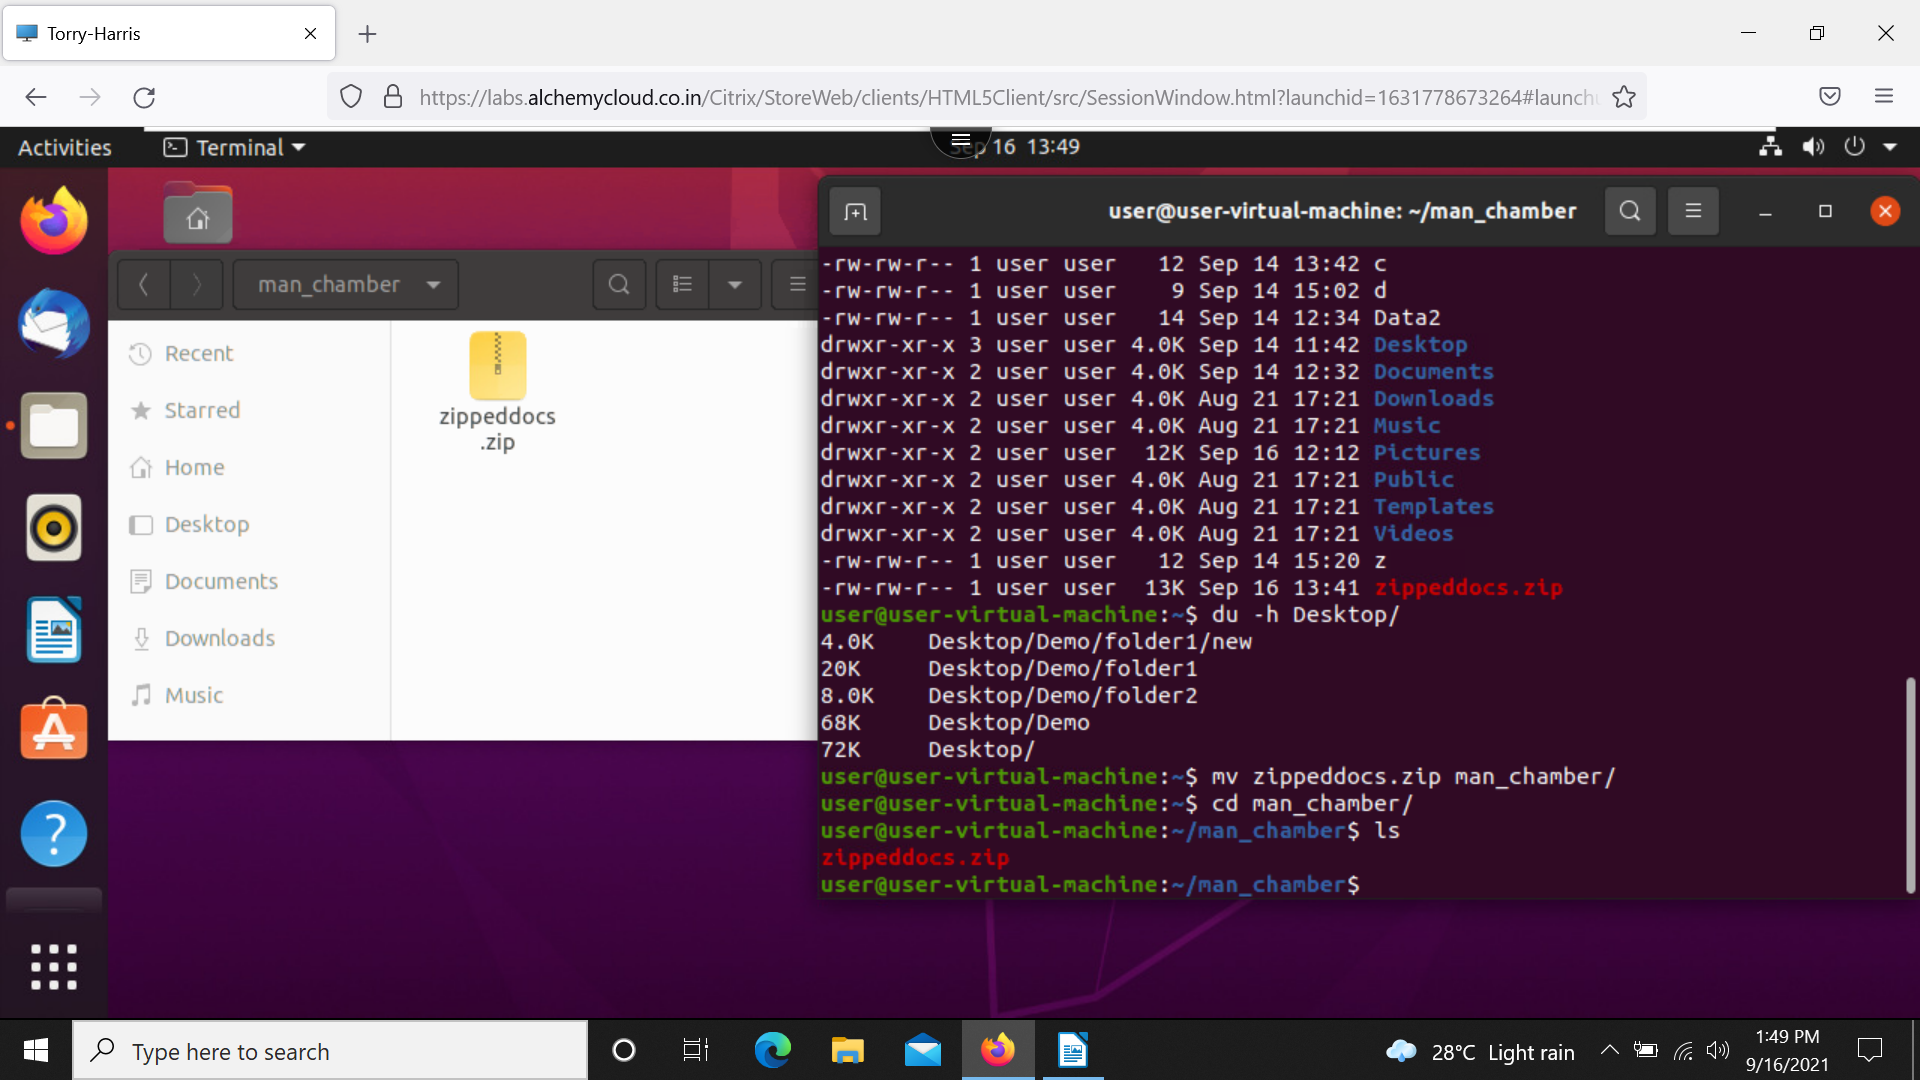 Torry-Harris
https://labs.alchemycloud.co.in/Citrix/StoreWeb/clients/HTML5Client/src/SessionWindow.html?launchid=1631778673264#launch
Activities
Terminal
Sep 16 13:49
man_chamber
Recent
Starred
Home
Desktop
Documents
Downloads
Music
zippeddocs
.zip
user@user-virtual-machine: ~/man_chamber
-rw-rw-r-- 1 user user   12 Sep 14 13:42 c
-rw-rw-r-- 1 user user    9 Sep 14 15:02 d
-rw-rw-r-- 1 user user   14 Sep 14 12:34 Data2
drwxr-xr-x 3 user user 4.0K Sep 14 11:42 Desktop
drwxr-xr-x 2 user user 4.0K Sep 14 12:32 Documents
drwxr-xr-x 2 user user 4.0K Aug 21 17:21 Downloads
drwxr-xr-x 2 user user 4.0K Aug 21 17:21 Music
drwxr-xr-x 2 user user  12K Sep 16 12:12 Pictures
drwxr-xr-x 2 user user 4.0K Aug 21 17:21 Public
drwxr-xr-x 2 user user 4.0K Aug 21 17:21 Templates
drwxr-xr-x 2 user user 4.0K Aug 21 17:21 Videos
-rw-rw-r-- 1 user user   12 Sep 14 15:20 z
-rw-rw-r-- 1 user user  13K Sep 16 13:41 zippeddocs.zip
user@user-virtual-machine:~$ du -h Desktop/
4.0K    Desktop/Demo/folder1/new
20K     Desktop/Demo/folder1
8.0K    Desktop/Demo/folder2
68K     Desktop/Demo
72K     Desktop/
user@user-virtual-machine:~$ mv zippeddocs.zip man_chamber/
user@user-virtual-machine:~$ cd man_chamber/
user@user-virtual-machine:~/man_chamber$ ls
zippeddocs.zip
user@user-virtual-machine:~/man_chamber$
Type here to search
28°C Light rain
1:49 PM
9/16/2021